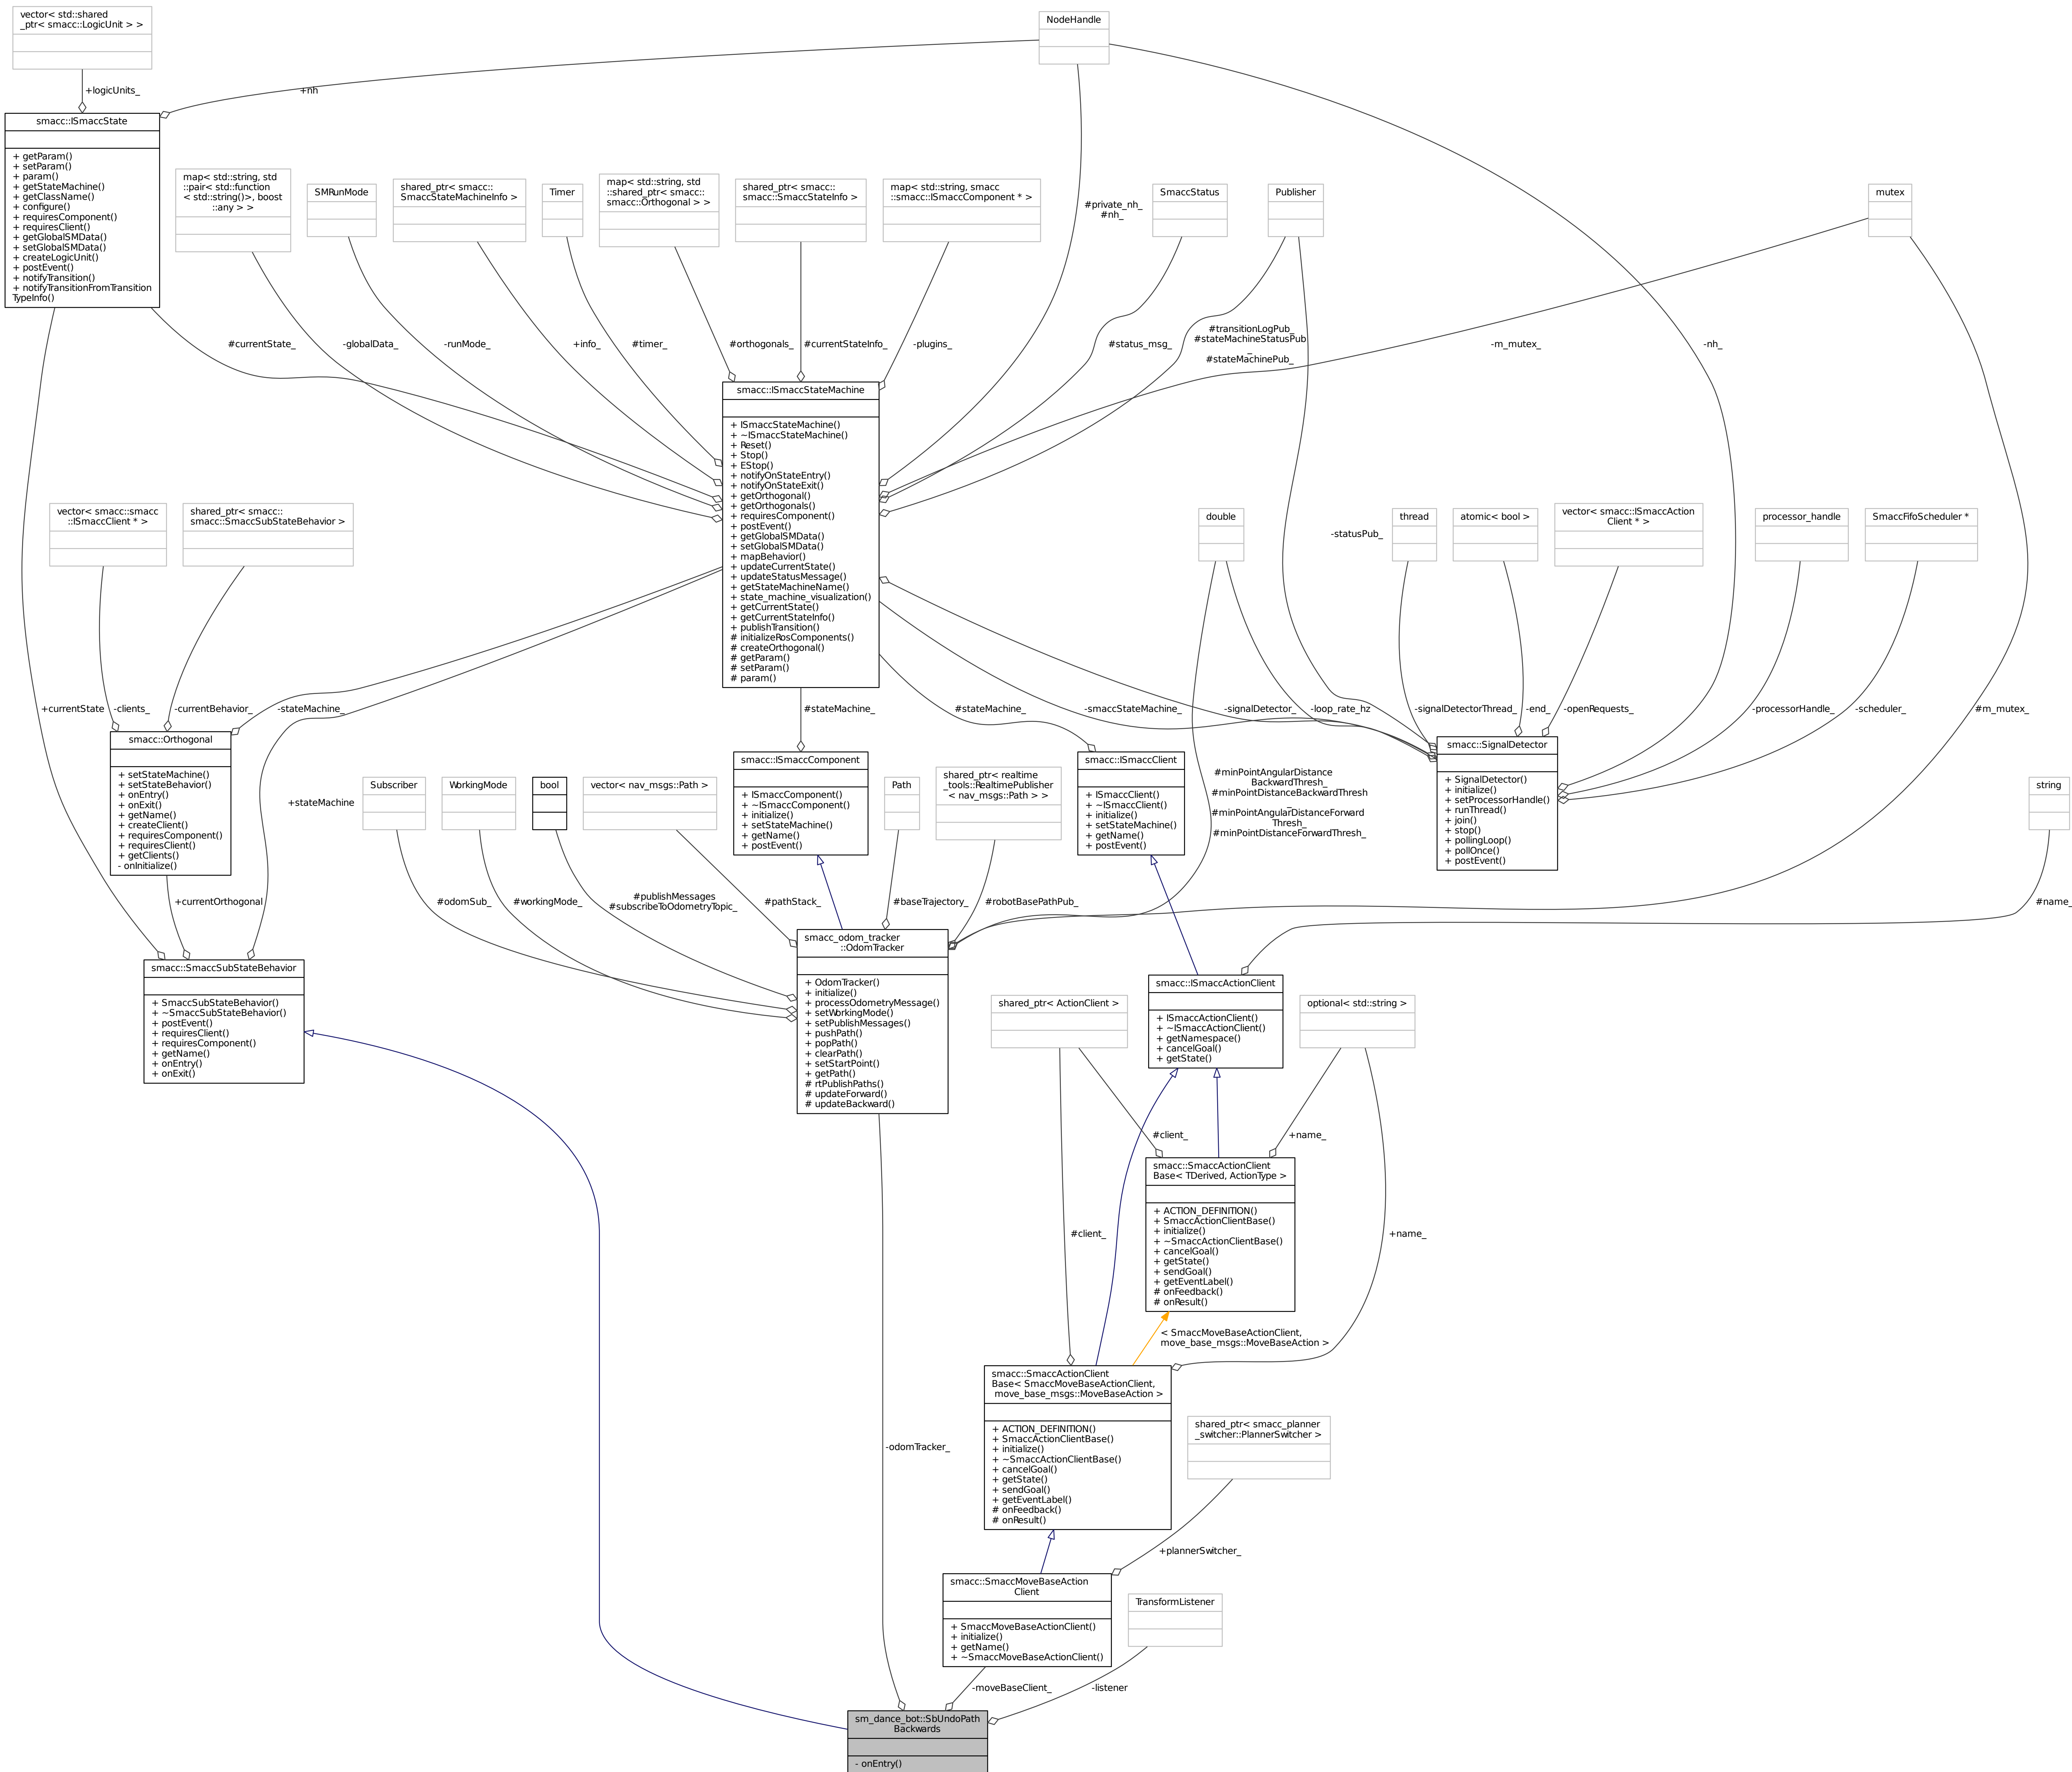 vector< std::shared
_ptr< smacc::LogicUnit > >
NodeHandle
+logicUnits_
+nh
smacc::ISmaccState
+ getParam()
+ setParam()
+ param()
+ getStateMachine()
+ getClassName()
+ configure()
+ requiresComponent()
+ requiresClient()
+ getGlobalSMData()
+ setGlobalSMData()
+ createLogicUnit()
+ postEvent()
+ notifyTransition()
+ notifyTransitionFromTransition
TypeInfo()
map< std::string, std
::pair< std::function
< std::string()>, boost
::any > >
SMRunMode
shared_ptr< smacc::
SmaccStateMachineInfo >
Timer
map< std::string, std
::shared_ptr< smacc::
smacc::Orthogonal > >
shared_ptr< smacc::
smacc::SmaccStateInfo >
map< std::string, smacc
::smacc::ISmaccComponent * >
#private_nh_
#nh_
SmaccStatus
Publisher
mutex
#currentState_
-globalData_
-runMode_
+info_
#timer_
#orthogonals_
#currentStateInfo_
-plugins_
#status_msg_
#transitionLogPub_
#stateMachineStatusPub
_
#stateMachinePub_
-m_mutex_
-nh_
smacc::ISmaccStateMachine
+ ISmaccStateMachine()
+ ~ISmaccStateMachine()
+ Reset()
+ Stop()
+ EStop()
+ notifyOnStateEntry()
+ notifyOnStateExit()
+ getOrthogonal()
+ getOrthogonals()
+ requiresComponent()
+ postEvent()
+ getGlobalSMData()
+ setGlobalSMData()
+ mapBehavior()
+ updateCurrentState()
+ updateStatusMessage()
+ getStateMachineName()
+ state_machine_visualization()
+ getCurrentState()
+ getCurrentStateInfo()
+ publishTransition()
# initializeRosComponents()
# createOrthogonal()
# getParam()
# setParam()
# param()
vector< smacc::smacc
::ISmaccClient * >
shared_ptr< smacc::
smacc::SmaccSubStateBehavior >
double
-statusPub_
thread
atomic< bool >
vector< smacc::ISmaccAction
Client * >
processor_handle
SmaccFifoScheduler *
+currentState
-clients_
-currentBehavior_
-stateMachine_
#stateMachine_
#stateMachine_
-smaccStateMachine_
-signalDetector_
-loop_rate_hz
-signalDetectorThread_
-end_
-openRequests_
-processorHandle_
-scheduler_
#m_mutex_
smacc::Orthogonal
+ setStateMachine()
+ setStateBehavior()
+ onEntry()
+ onExit()
+ getName()
+ createClient()
+ requiresComponent()
+ requiresClient()
+ getClients()
- onInitialize()
+stateMachine
smacc::ISmaccComponent
+ ISmaccComponent()
+ ~ISmaccComponent()
+ initialize()
+ setStateMachine()
+ getName()
+ postEvent()
smacc::ISmaccClient
+ ISmaccClient()
+ ~ISmaccClient()
+ initialize()
+ setStateMachine()
+ getName()
+ postEvent()
smacc::SignalDetector
+ SignalDetector()
+ initialize()
+ setProcessorHandle()
+ runThread()
+ join()
+ stop()
+ pollingLoop()
+ pollOnce()
+ postEvent()
Subscriber
WorkingMode
bool
vector< nav_msgs::Path >
Path
shared_ptr< realtime
_tools::RealtimePublisher
< nav_msgs::Path > >
#minPointAngularDistance
BackwardThresh_
#minPointDistanceBackwardThresh
_
#minPointAngularDistanceForward
Thresh_
#minPointDistanceForwardThresh_
string
+currentOrthogonal
#odomSub_
#workingMode_
#publishMessages
#subscribeToOdometryTopic_
#pathStack_
#baseTrajectory_
#robotBasePathPub_
#name_
smacc::SmaccSubStateBehavior
+ SmaccSubStateBehavior()
+ ~SmaccSubStateBehavior()
+ postEvent()
+ requiresClient()
+ requiresComponent()
+ getName()
+ onEntry()
+ onExit()
smacc_odom_tracker
::OdomTracker
+ OdomTracker()
+ initialize()
+ processOdometryMessage()
+ setWorkingMode()
+ setPublishMessages()
+ pushPath()
+ popPath()
+ clearPath()
+ setStartPoint()
+ getPath()
# rtPublishPaths()
# updateForward()
# updateBackward()
shared_ptr< ActionClient >
smacc::ISmaccActionClient
+ ISmaccActionClient()
+ ~ISmaccActionClient()
+ getNamespace()
+ cancelGoal()
+ getState()
optional< std::string >
#client_
+name_
smacc::SmaccActionClient
Base< TDerived, ActionType >
+ ACTION_DEFINITION()
+ SmaccActionClientBase()
+ initialize()
+ ~SmaccActionClientBase()
+ cancelGoal()
+ getState()
+ sendGoal()
+ getEventLabel()
# onFeedback()
# onResult()
#client_
+name_
< SmaccMoveBaseActionClient,
move_base_msgs::MoveBaseAction >
smacc::SmaccActionClient
Base< SmaccMoveBaseActionClient,
move_base_msgs::MoveBaseAction >
+ ACTION_DEFINITION()
+ SmaccActionClientBase()
+ initialize()
+ ~SmaccActionClientBase()
+ cancelGoal()
+ getState()
+ sendGoal()
+ getEventLabel()
# onFeedback()
# onResult()
-odomTracker_
shared_ptr< smacc_planner
_switcher::PlannerSwitcher >
+plannerSwitcher_
smacc::SmaccMoveBaseAction
Client
+ SmaccMoveBaseActionClient()
+ initialize()
+ getName()
+ ~SmaccMoveBaseActionClient()
TransformListener
-moveBaseClient_
-listener
sm_dance_bot::SbUndoPath
Backwards
- onEntry()